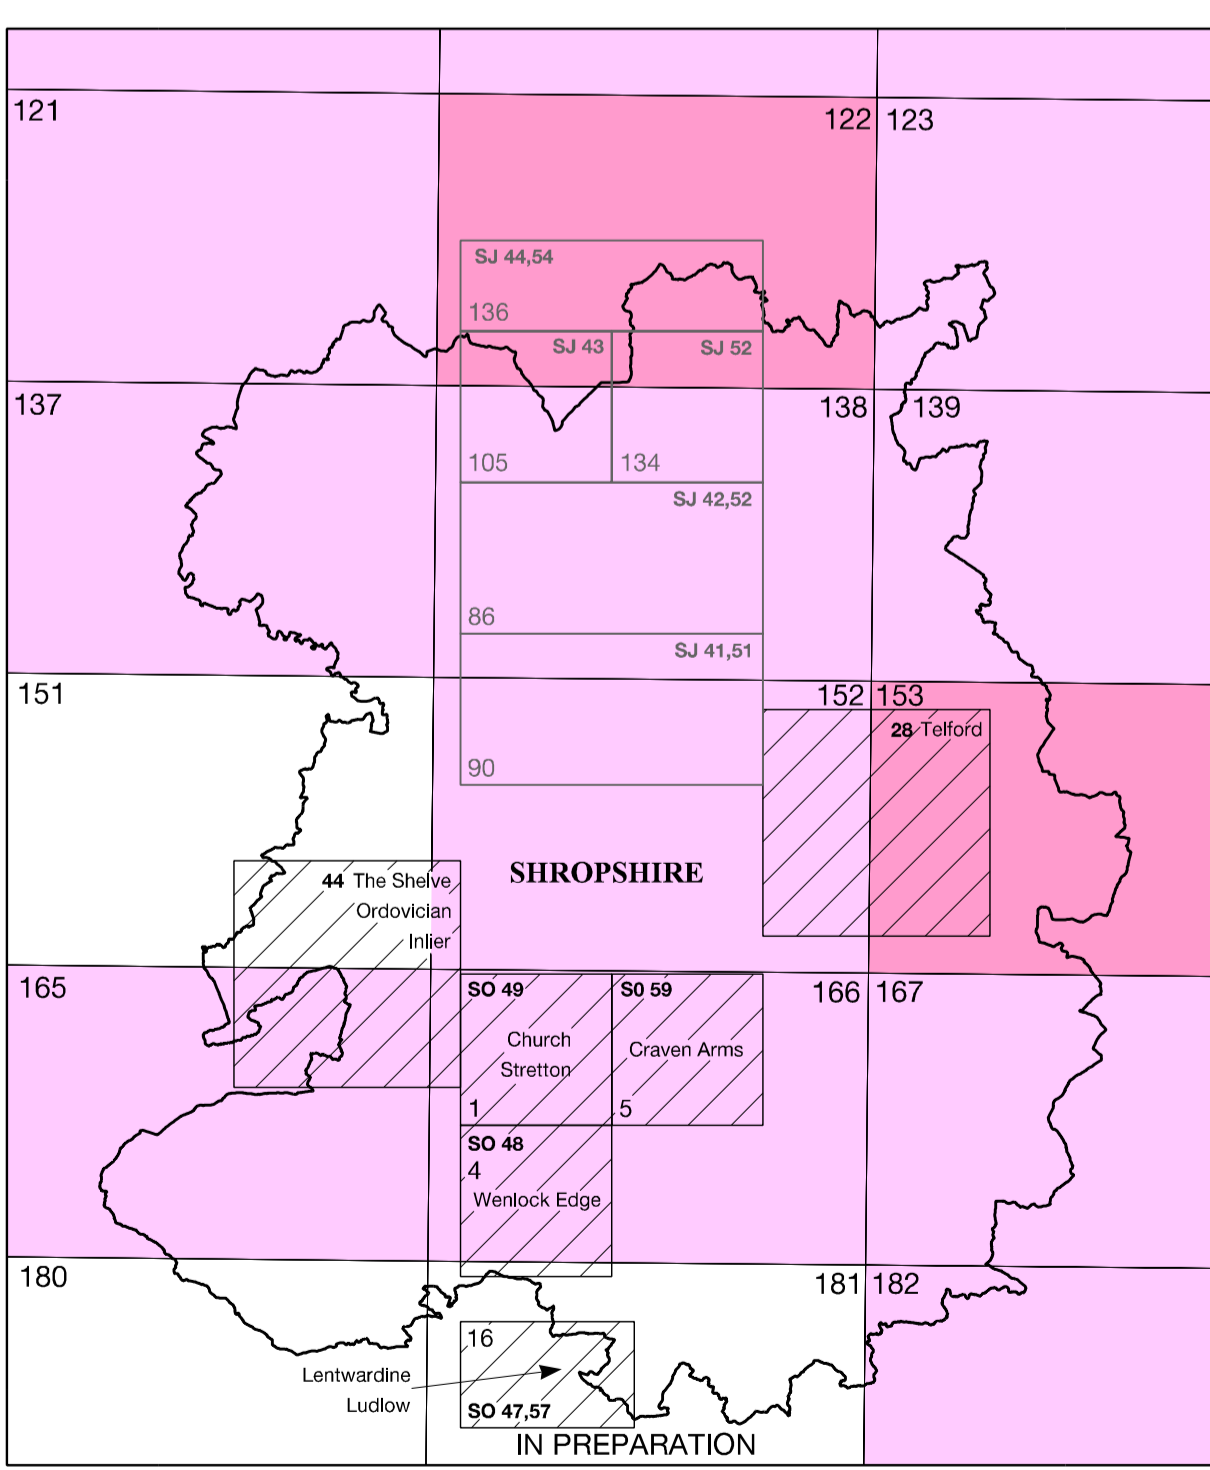 121
122
123
SJ 44,54
136
SJ 43
SJ 52
137
138
139
105
134
SJ 42,52
86
SJ 41,51
151
152
153
28 Telford
90
SHROPSHIRE
44 The Shelve
Ordovician
Inlier
165
SO 49
S0 59
166
167
Church
Stretton
Craven Arms
1
5
SO 48
4
Wenlock Edge
180
181
182
16
Lentwardine
Ludlow
SO 47,57
IN PREPARATION